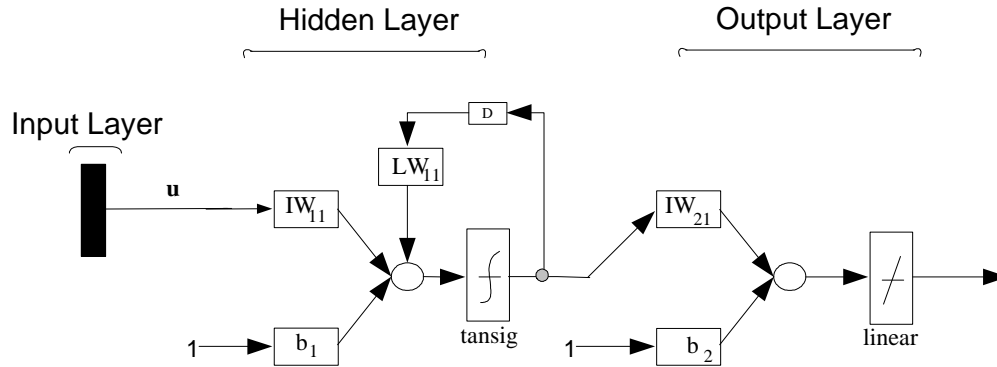 Hidden Layer
Output Layer
Input Layer
D
LW11
u
IW11
IW21
tansig
linear
1
b1
1
b2